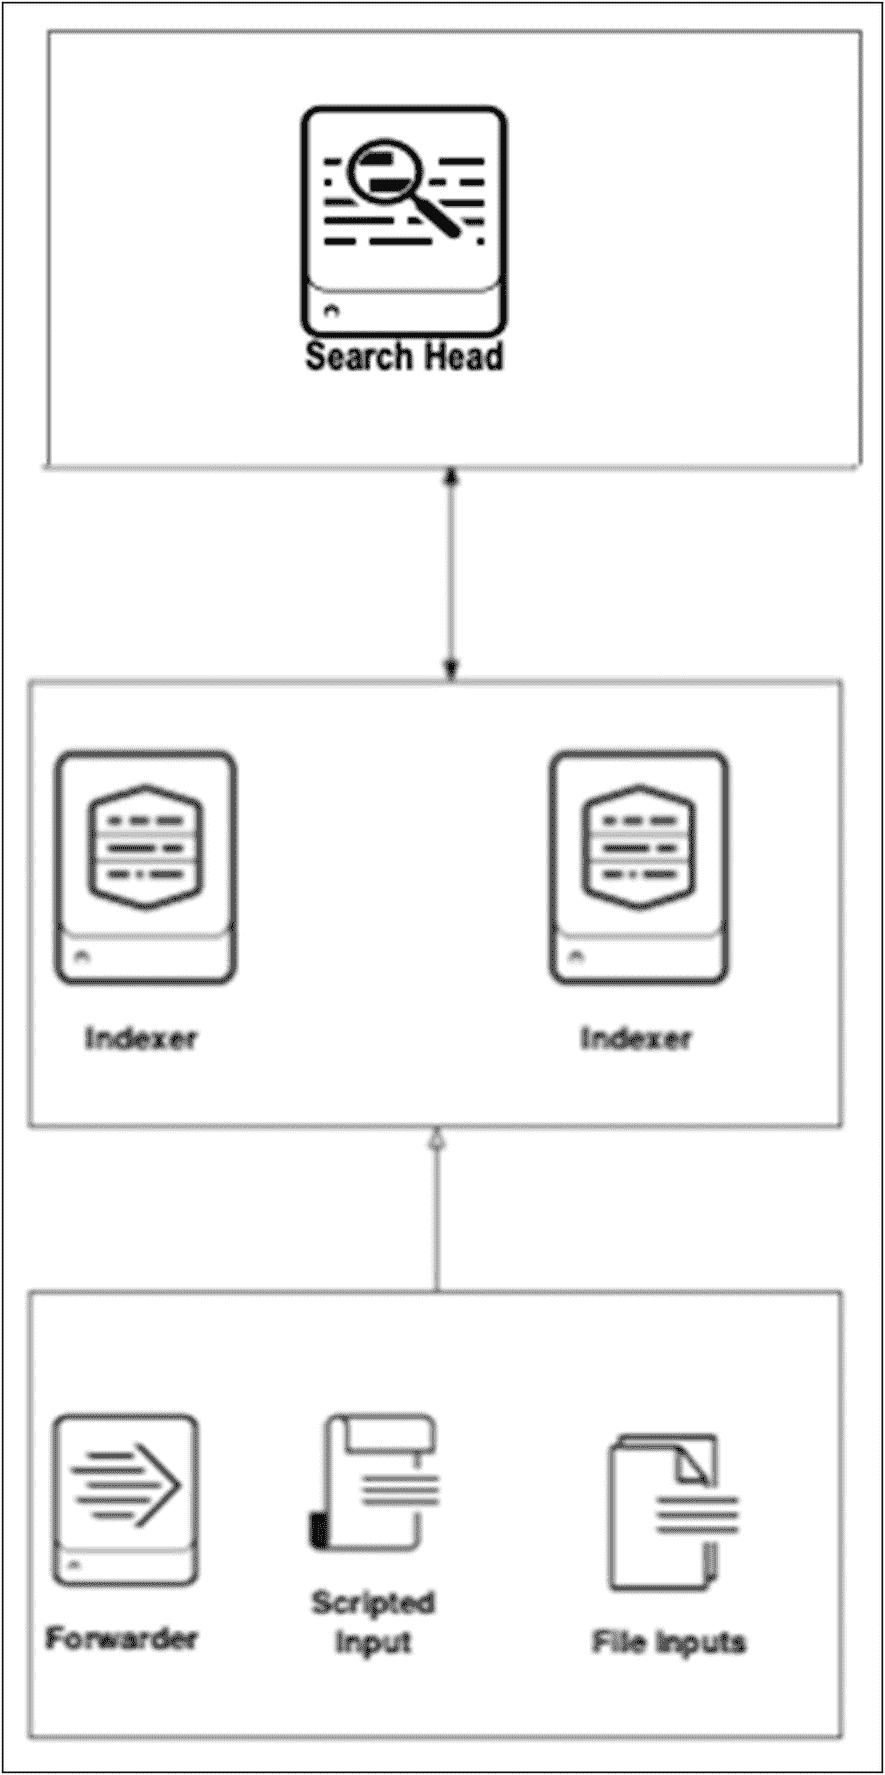 Search Head
Indexer
Indexer
Forwarder
Scripted
Input
File Inputs